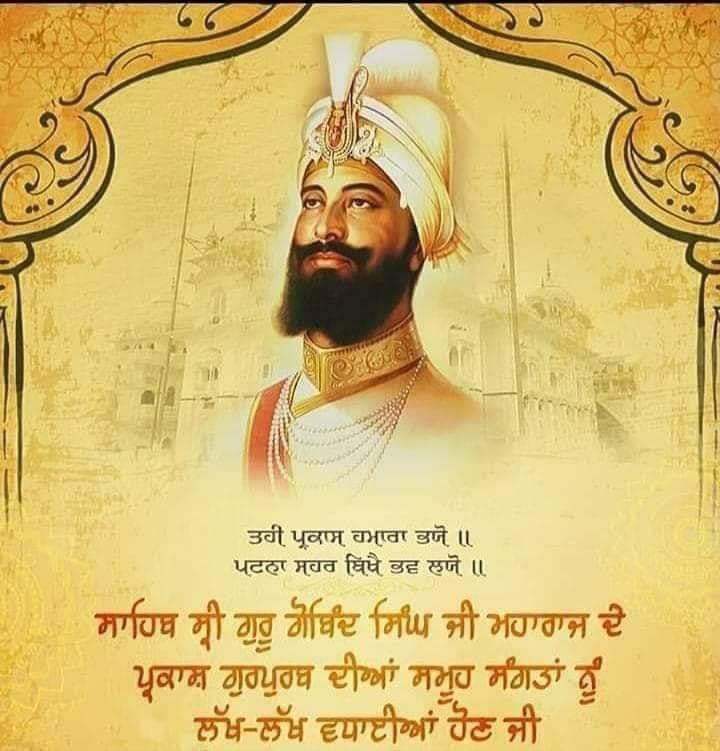 ਤਹੀ ਪ੍ਰਕਾਸ ਹਮਾਰਾ ਭਯੋ ॥
ਪਟਨਾ ਸਹਰ ਬਿਖੈ ਭਵ ਲਯੋ ॥
ਸਾਹਿਬ ਸ੍ਰੀ ਗੁਰੂ ਗੋਬਿੰਦ ਸਿੰਘ ਜੀ ਮਹਾਰਾਜ ਦੇ
ਪ੍ਰਕਾਸ਼ ਗੁਰਪੁਰਬ ਦੀਆਂ ਸਮੂਹ ਸੰਗਤਾਂ ਨੂੰ
ਲੱਖ-ਲੱਖ ਵਧਾਈਆਂ ਹੋਣ ਜੀ